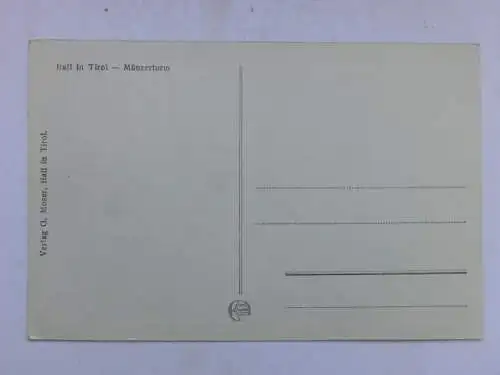 Hall in Tirol — Münzerturm
Verlag G. Moser, Hall in Tirol.